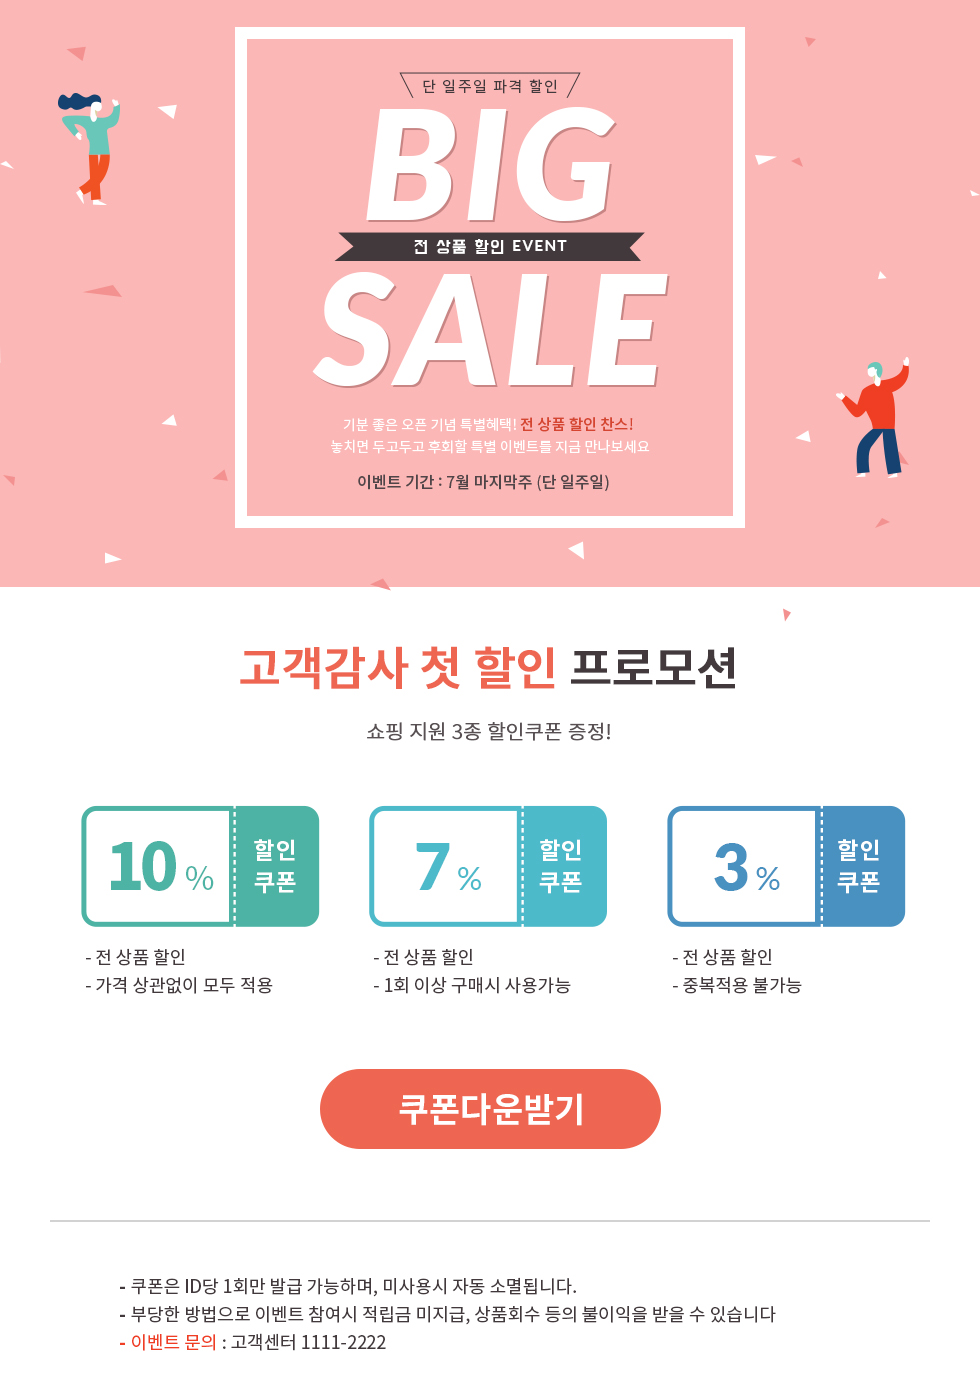 단 일주일 파격 할인
BIG
전 상품 할인 EVENT
SALE
기분 좋은 오픈 기념 특별혜택! 전 상품 할인 찬스!
놓치면 두고두고 후회할 특별 이벤트를 지금 만나보세요
이벤트 기간 : 7월 마지막주 (단 일주일)
고객감사 첫 할인 프로모션
쇼핑 지원 3종 할인쿠폰 증정!
10 %
할인
쿠폰
- 전 상품 할인
- 가격 상관없이 모두 적용
7 %
할인
쿠폰
- 전 상품 할인
- 1회 이상 구매시 사용가능
3 %
할인
쿠폰
- 전 상품 할인
- 중복적용 불가능
쿠폰다운받기
- 쿠폰은 ID당 1회만 발급 가능하며, 미사용시 자동 소멸됩니다.
- 부당한 방법으로 이벤트 참여시 적립금 미지급, 상품회수 등의 불이익을 받을 수 있습니다
- 이벤트 문의 : 고객센터 1111-2222